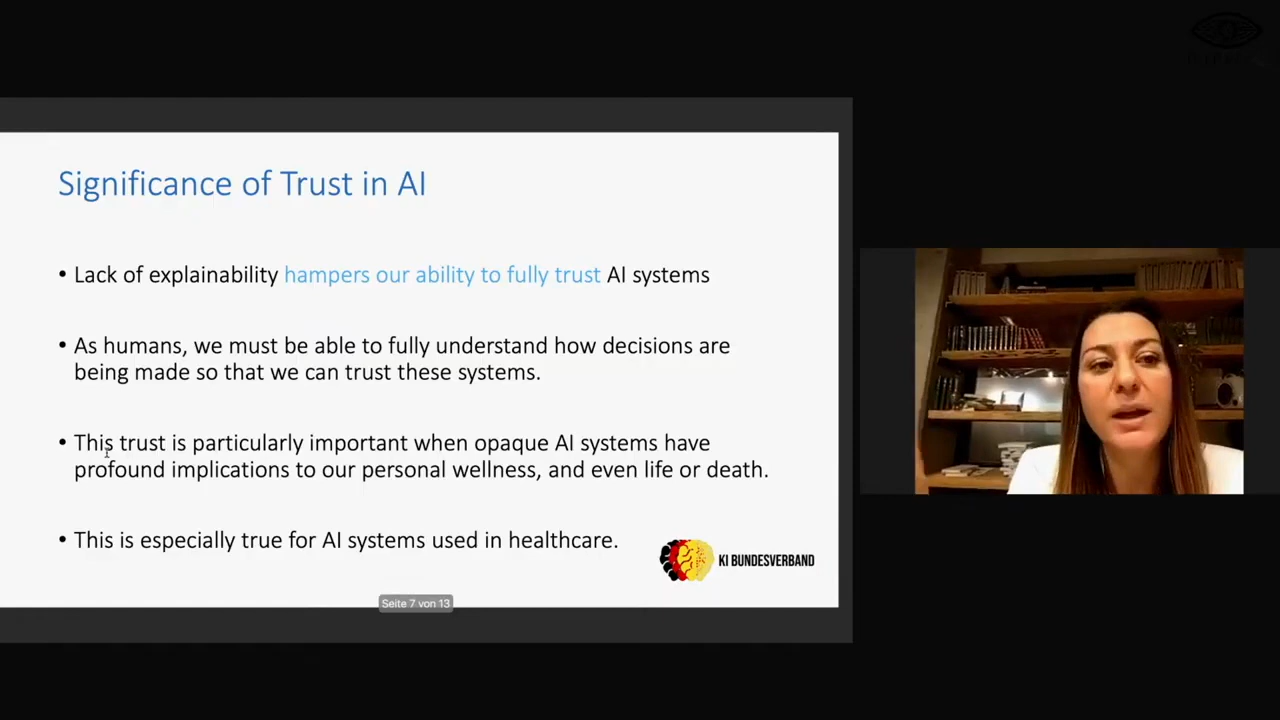 Significance of Trust in AI
• Lack of explainability hampers our ability to fully trust AI systems
• As humans, we must be able to fully understand how decisions are
being made so that we can trust these systems.
• This trust is particularly important when opaque AI systems have
profound implications to our personal wellness, and even life or death.
• This is especially true for AI systems used in healthcare.
KI BUNDESVERBAND
Seite 7 von 13